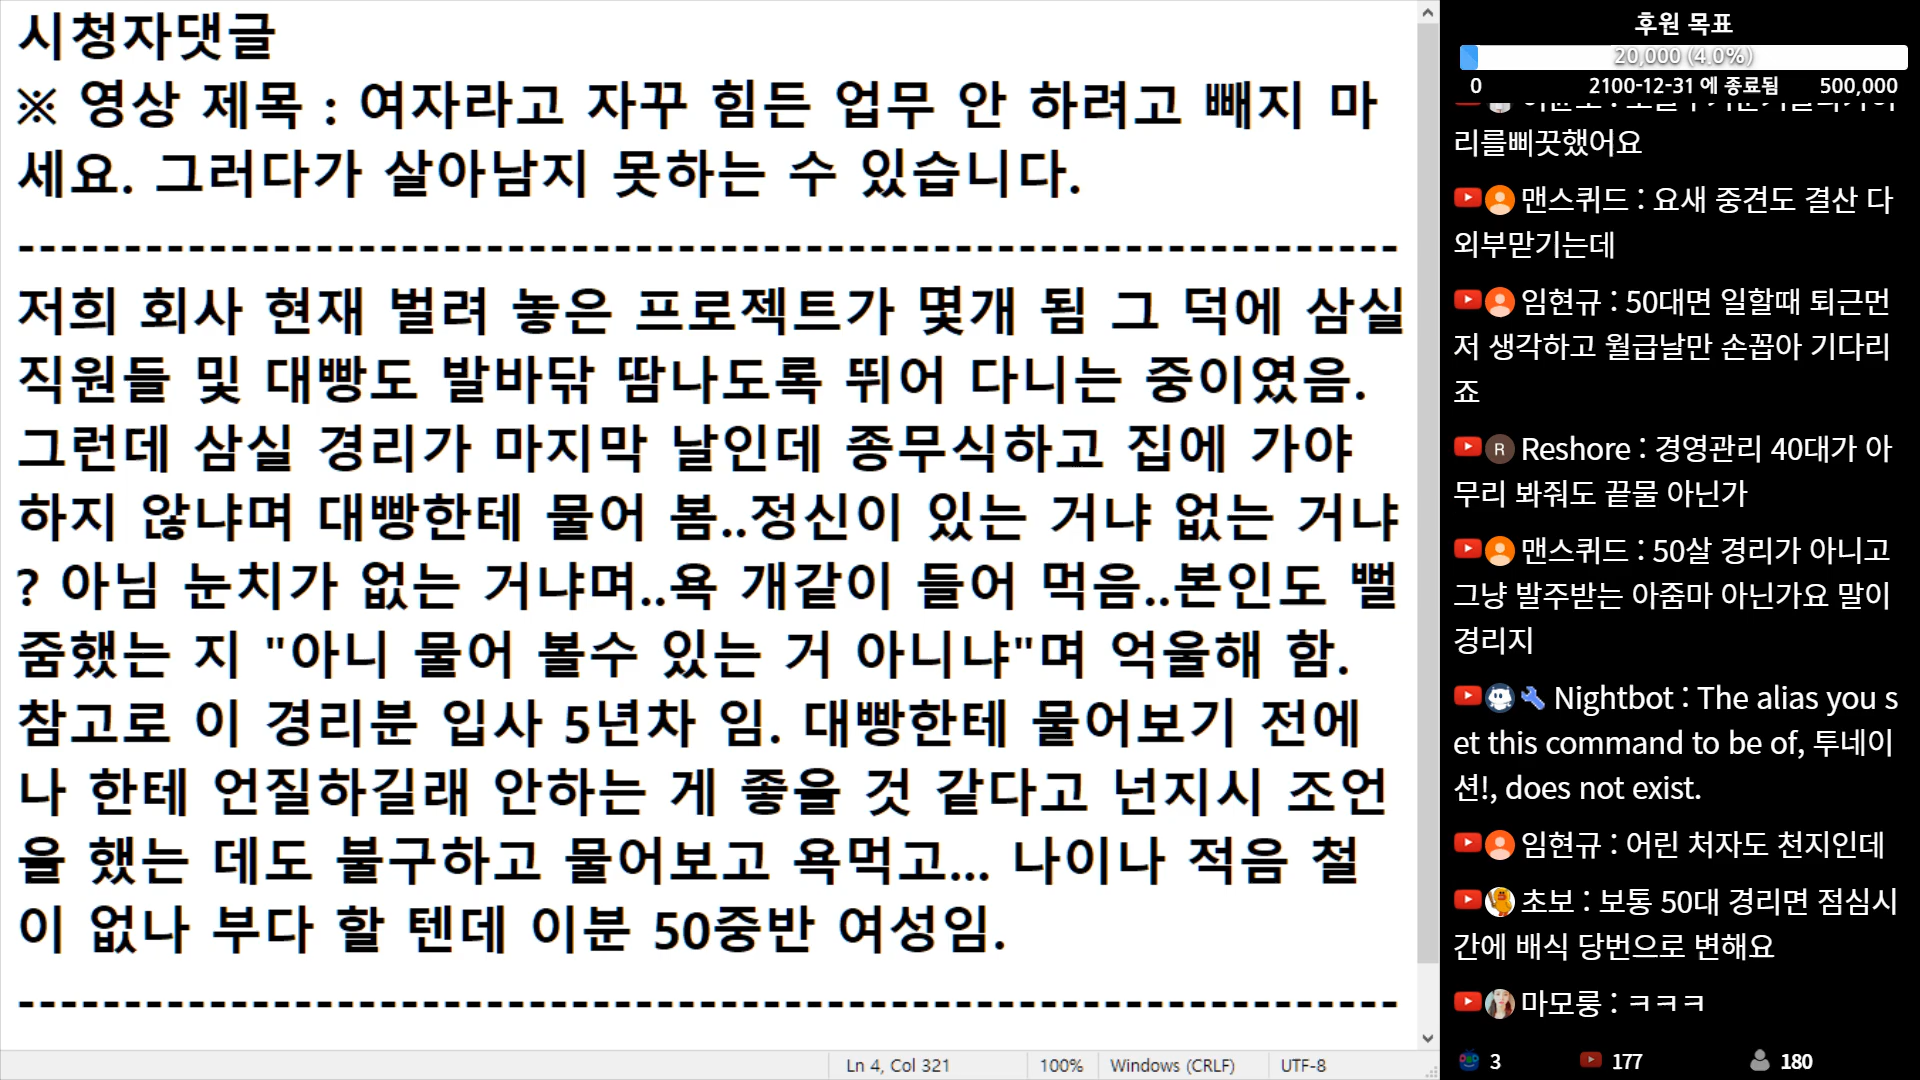 시청자댓글
※ 영상 제목 : 여자라고 자꾸 힘든 업무 안 하려고 빼지 마
세요. 그러다가 살아남지 못하는 수 있습니다.
-----------------------------------------------------------------
저희 회사 현재 벌려 놓은 프로젝트가 몇개 됨 그 덕에 삼실
직원들 및 대빵도 발바닦 땀나도록 뛰어 다니는 중이였음.
그런데 삼실 경리가 마지막 날인데 종무식하고 집에 가야
하지 않냐며 대빵한테 물어 봄..정신이 있는 거냐 없는 거냐
? 아님 눈치가 없는 거냐며..욕 개같이 들어 먹음..본인도 뻘
줌했는 지 "아니 물어 볼수 있는 거 아니냐"며 억울해 함.
참고로 이 경리분 입사 5년차 임. 대빵한테 물어보기 전에
나 한테 언질하길래 안하는 게 좋을 것 같다고 넌지시 조언
을 했는 데도 불구하고 물어보고 욕먹고... 나이나 적음 철
이 없나 부다 할 텐데 이분 50중반 여성임.
-----------------------------------------------------------------
Ln 4, Col 321
100%
Windows (CRLF)
UTF-8
후원 목표
20,000 (4.0%)
0
2100-12-31 에 종료됨
500,000
리를삐끗했어요
맨스퀴드 : 요새 중견도 결산 다
외부맏기는데
임현규 : 50대면 일할때 퇴근먼
저 생각하고 월급날만 손꼽아 기다리
죠
R Reshore : 경영관리 40대가 아
무리 봐줘도 끝물 아닌가
맨스퀴드 : 50살 경리가 아니고
그냥 발주받는 아줌마 아닌가요 말이
경리지
Nightbot : The alias you s
et this command to be of, 투네이
션!, does not exist.
임현규 : 어린 처자도 천지인데
초보 : 보통 50대 경리면 점심시
간에 배식 당번으로 변해요
마모룽 : ㅋㅋㅋ
3
177
180